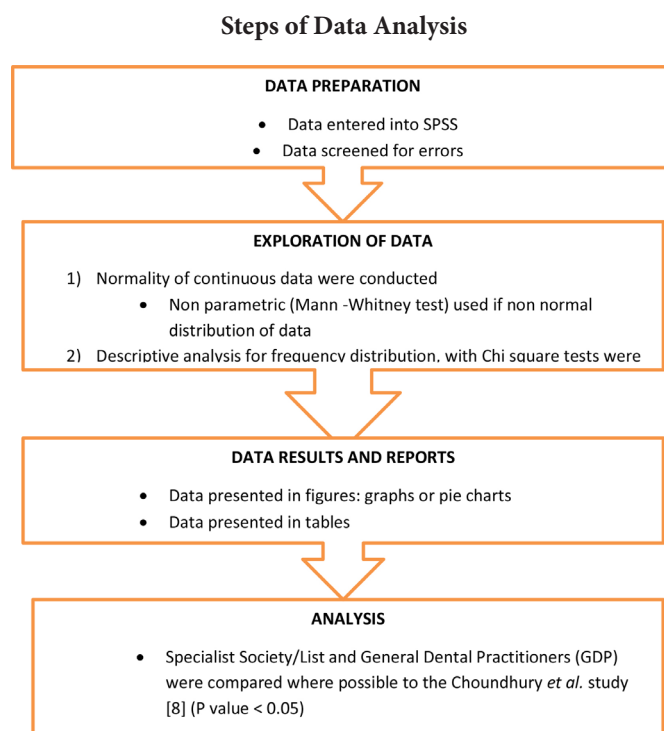 Steps of Data Analysis
DATA PREPARATION
• Data entered into SPSS
• Data screened for errors
EXPLORATION OF DATA
1) Normality of continuous data were conducted
• Non parametric (Mann -Whitney test) used if non normal
distribution of data
2) Descriptive analysis for frequency distribution, with Chi square tests were
DATA RESULTS AND REPORTS
• Data presented in figures: graphs or pie charts
• Data presented in tables
ANALYSIS
• Specialist Society/List and General Dental Practitioners (GDP)
were compared where possible to the Choundhury et al. study
[8] (P value < 0.05)